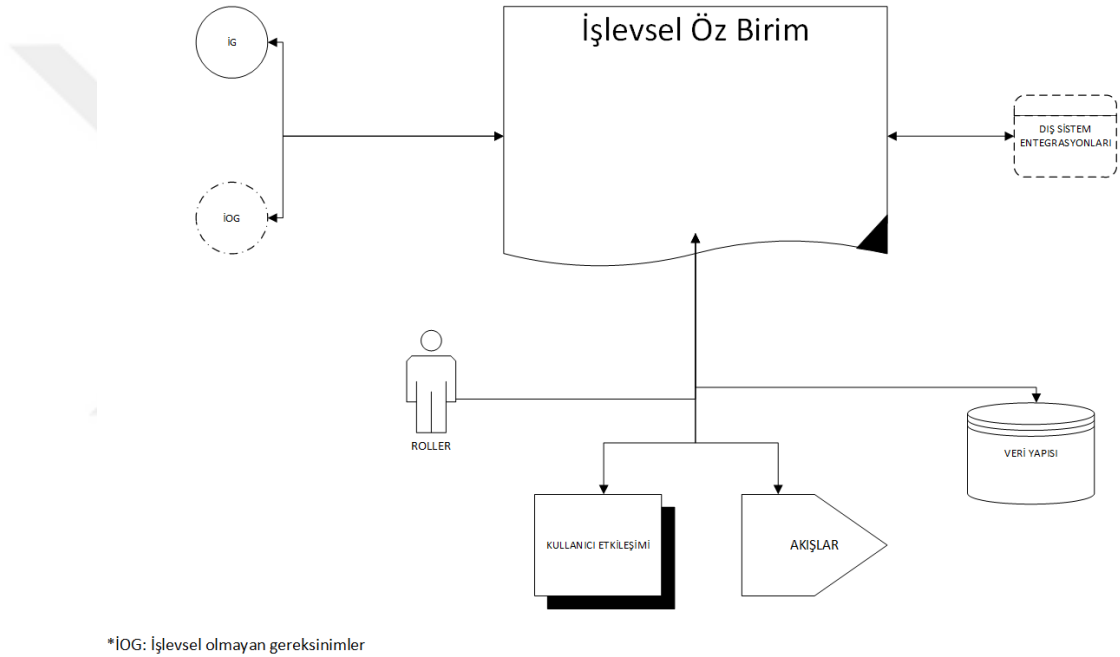 İşlevsel Öz Birim
İG
DIŞ SİSTEM
ENTEGRASYONLARI
İOG
ROLLER
VERİ YAPISI
KULLANICI ETKİLEŞİMİ
AKIŞLAR
*İOG: İşlevsel olmayan gereksinimler